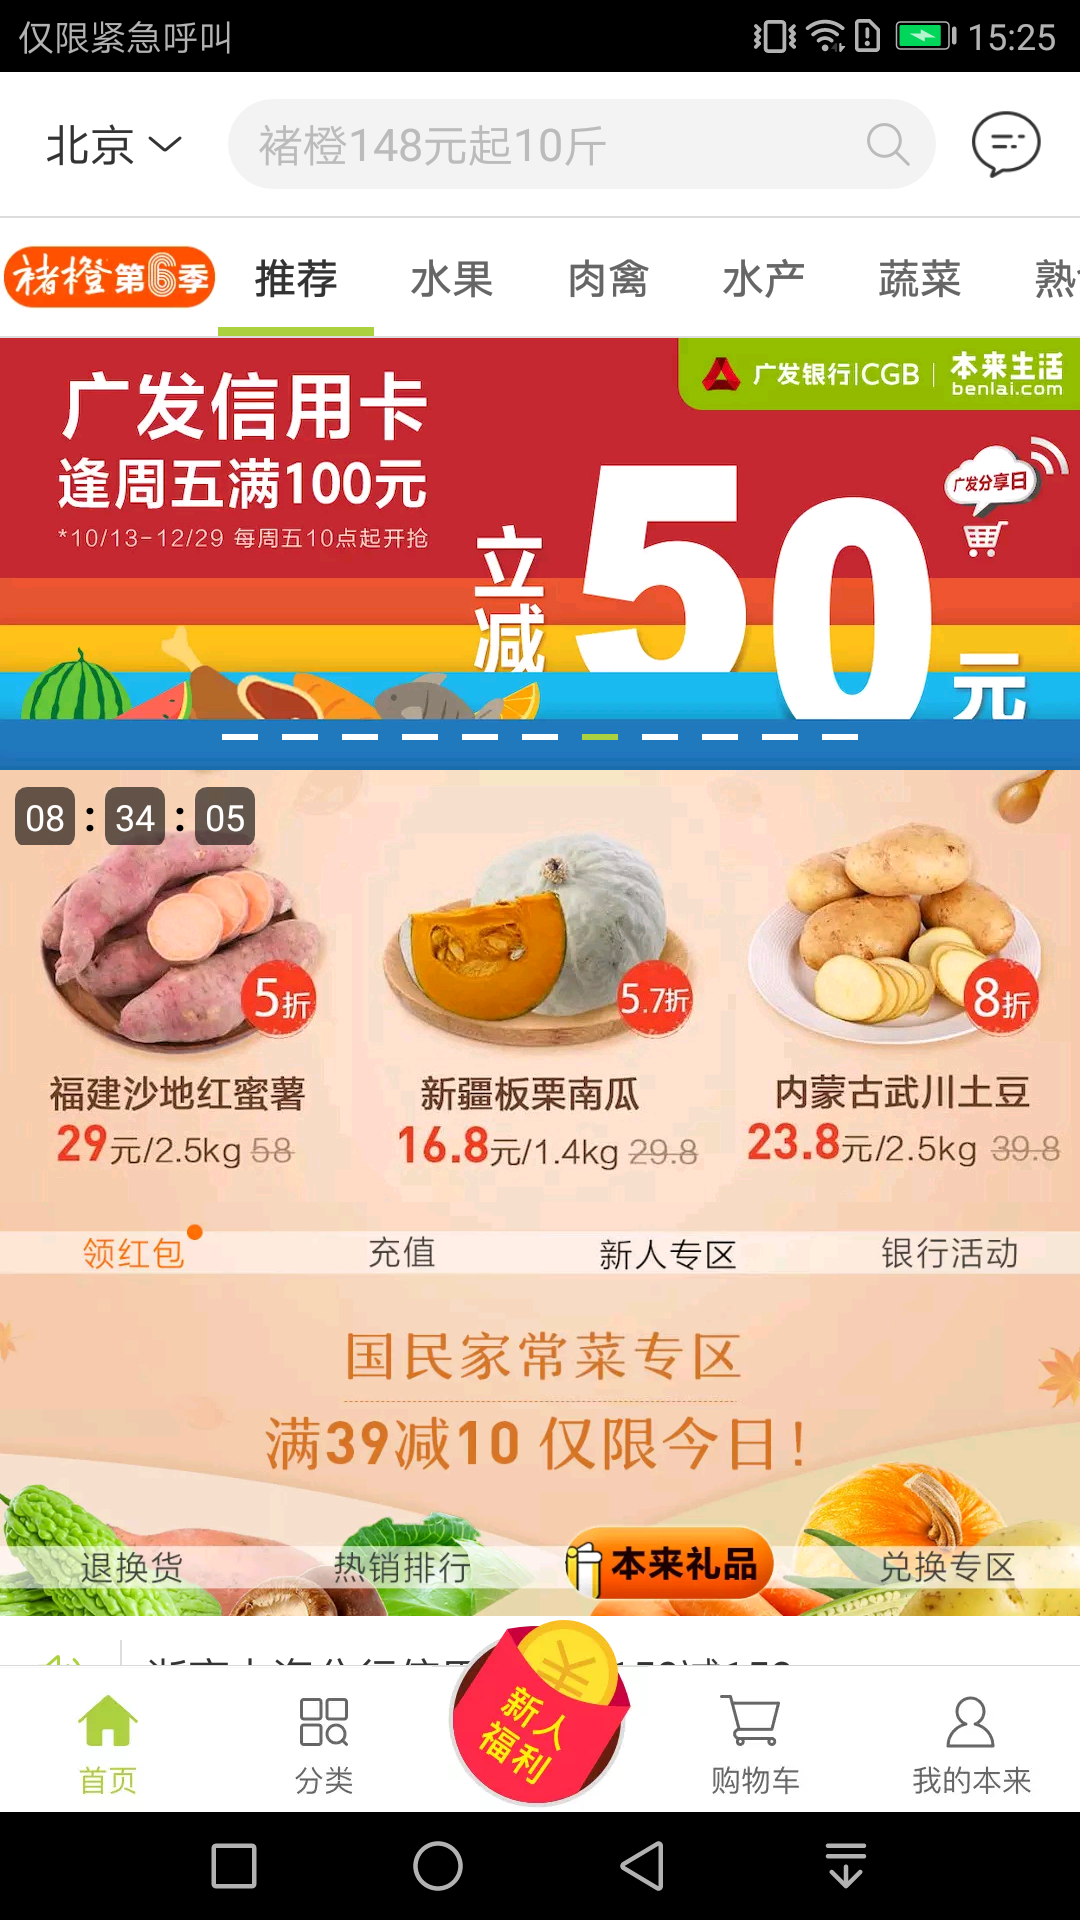 仅限紧急呼叫
15:25
北京
褚橙148元起10斤
褚橙第6季
推荐
水果
肉禽
水产
蔬菜
广发银行|CGB
本来生活
benlai.com
广发信用卡
逢周五满100元
*10/13-12/29 每周五10点起开抢
立减
50
元
广发分享日
08 : 34 : 05
5折
5.7折
8折
福建沙地红蜜薯
新疆板栗南瓜
内蒙古武川土豆
29元/2.5kg 58
16.8元/1.4kg 29.8
23.8元/2.5kg 39.8
领红包
充值
新人专区
银行活动
国民家常菜专区
满39减10 仅限今日!
退换货
热销排行
本来礼品
兑换专区
新人
福利
首页
分类
购物车
我的本来